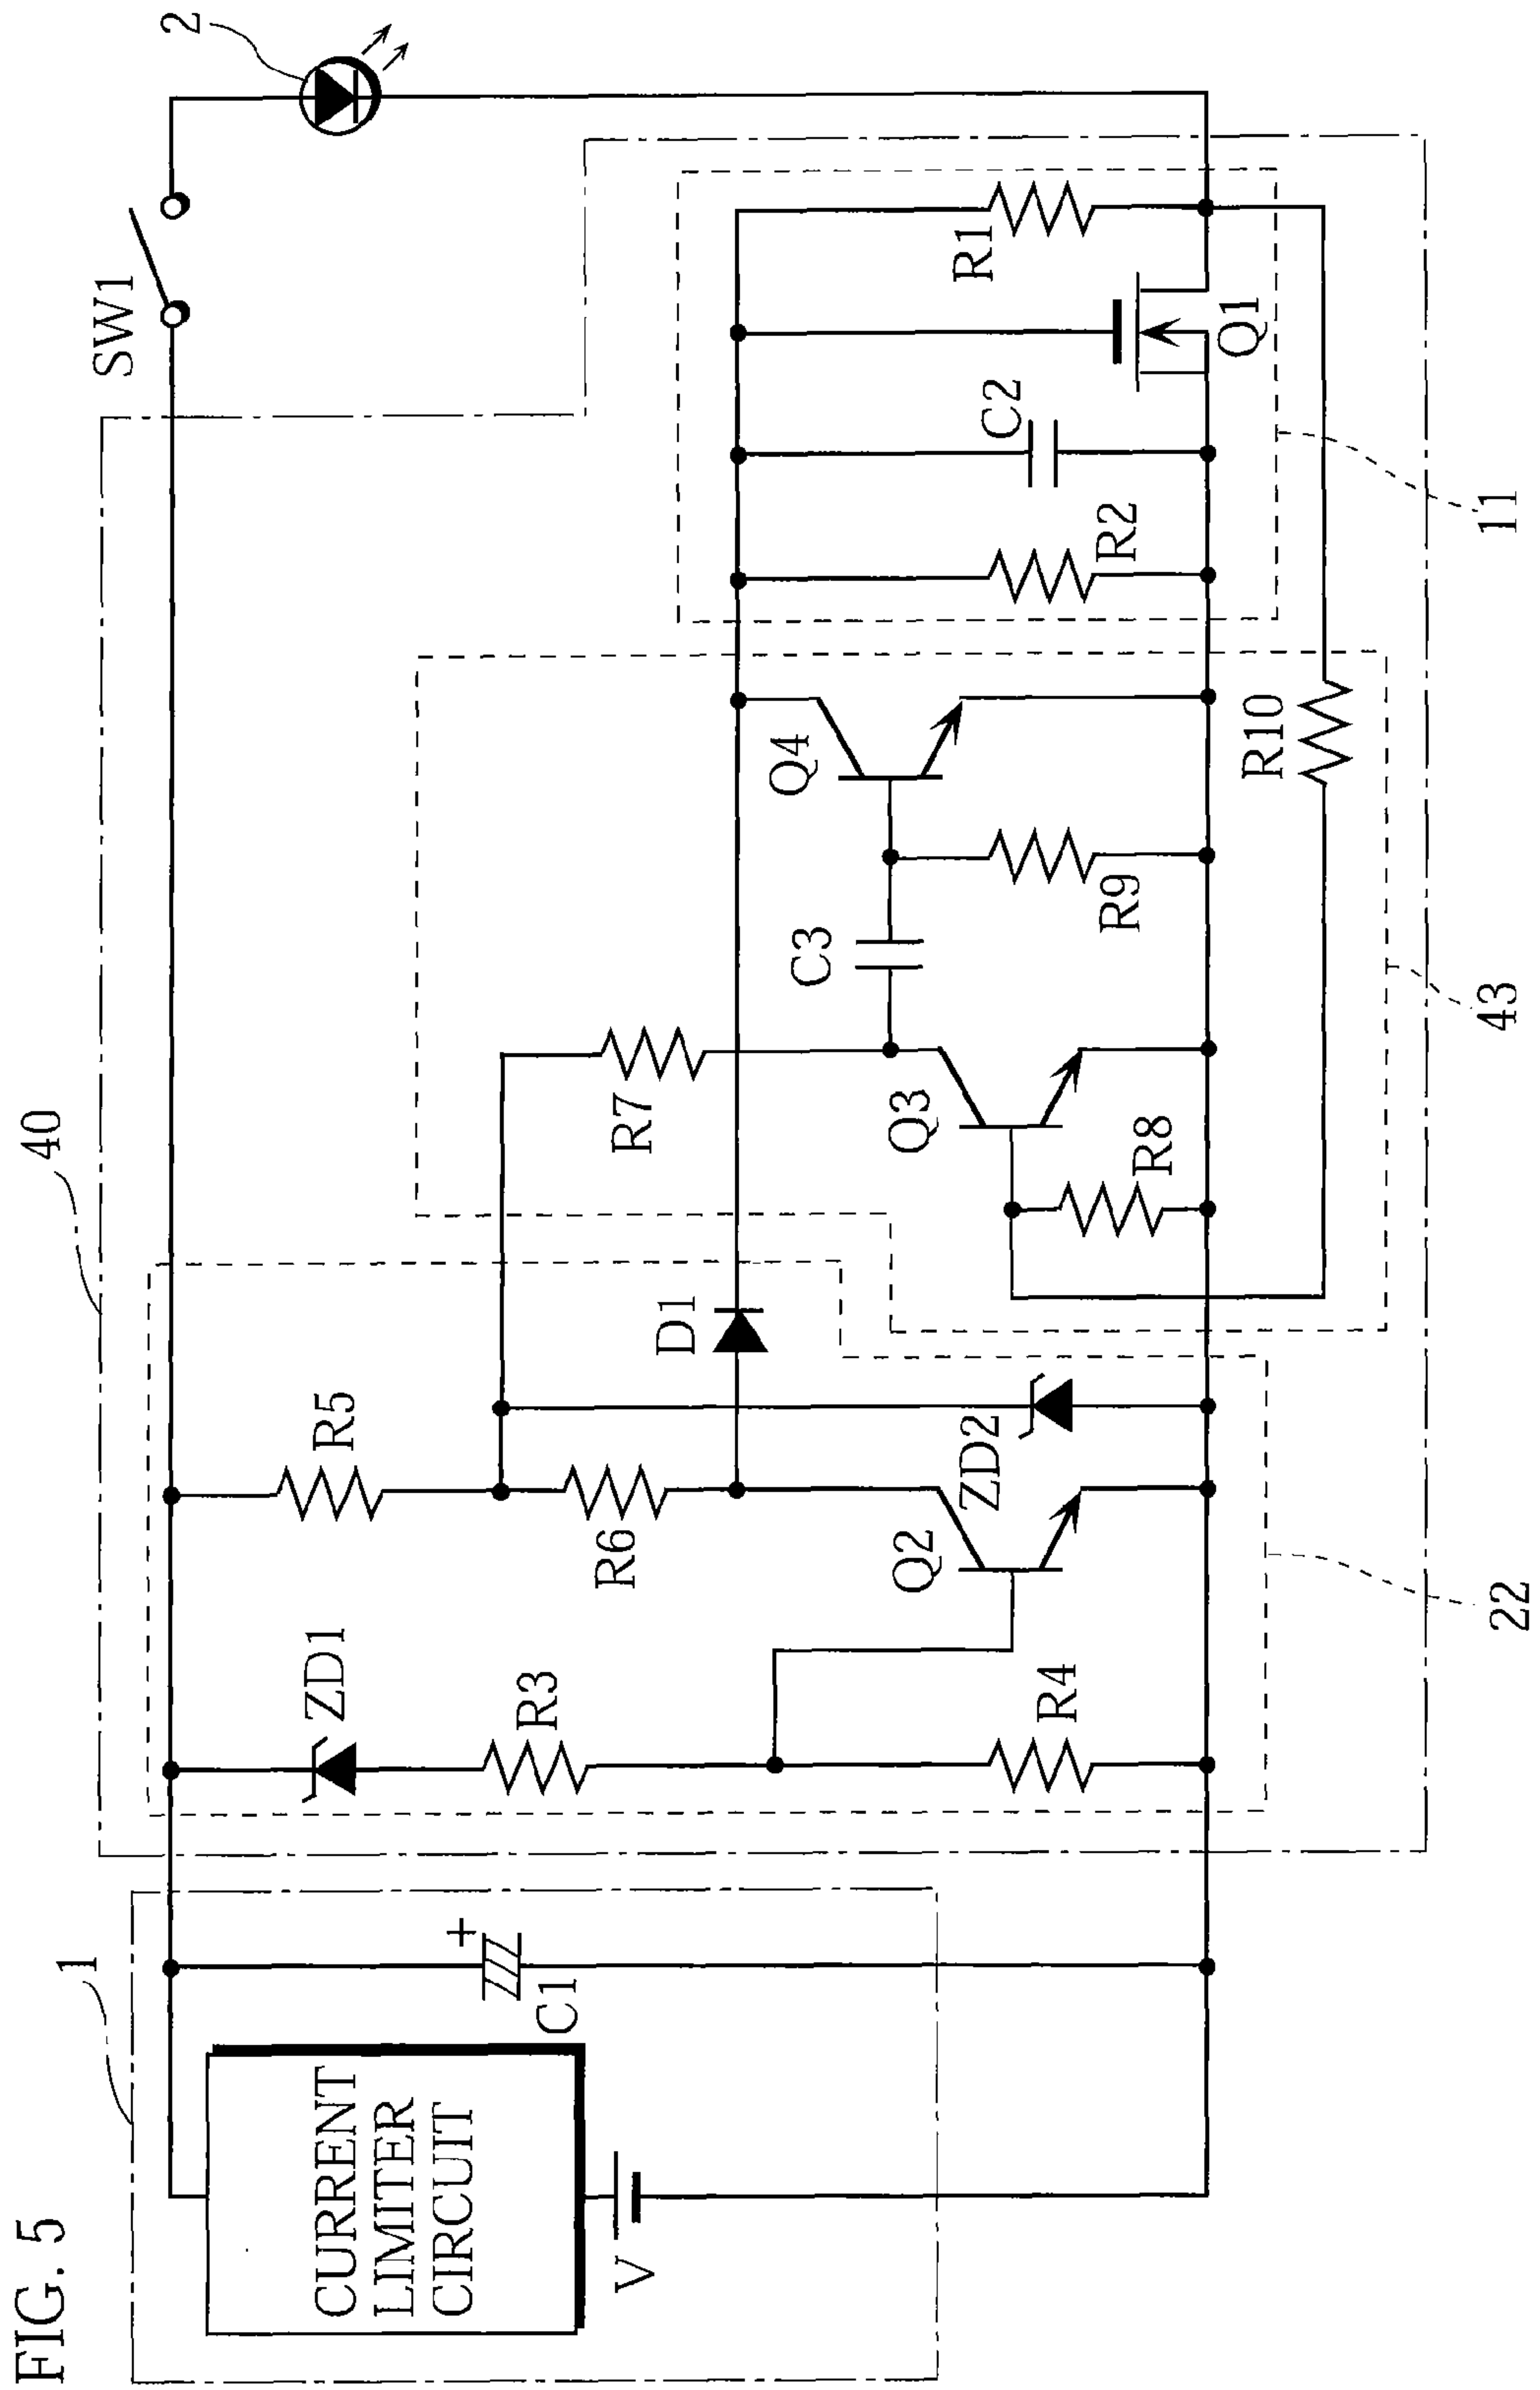 FIG. 5
1
CURRENT
LIMITER
CIRCUIT
V
+
C1
40
ZD1
R3
R4
R5
R6
Q2
ZD2
D1
22
R7
Q3
R8
C3
R9
Q4
R10
43
R2
C2
Q1
R1
11
SW1
2